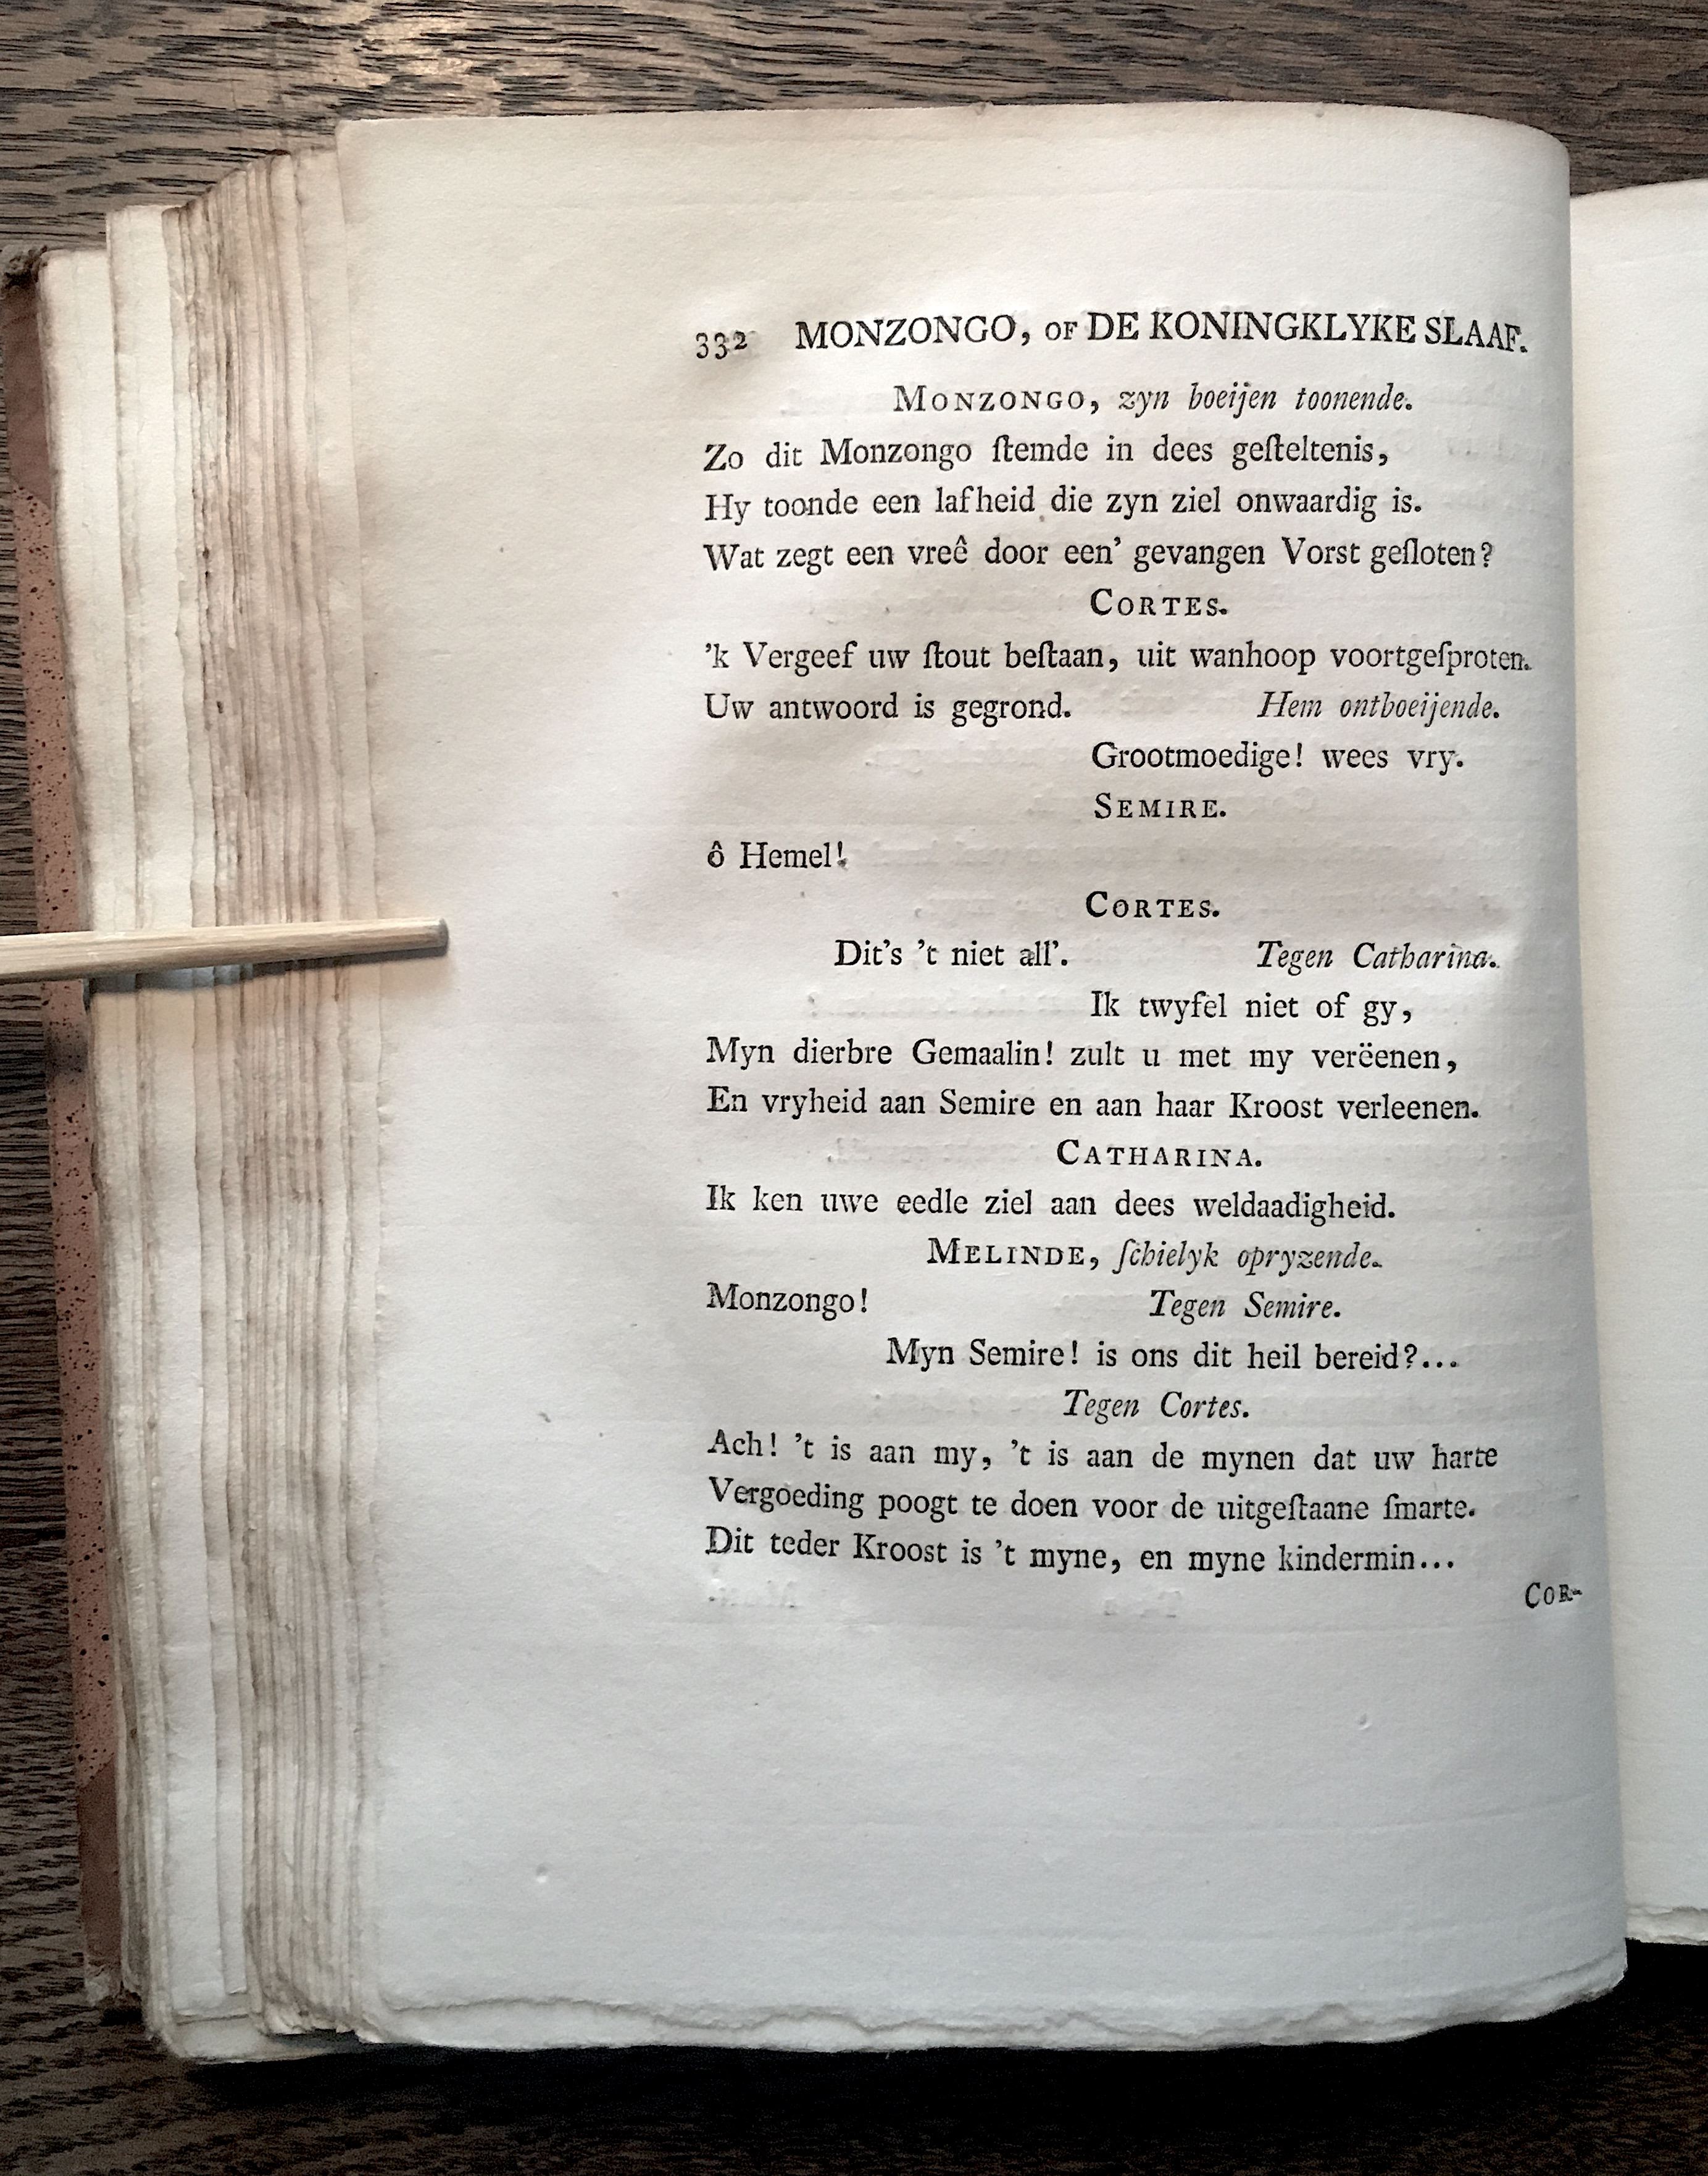 332 MONZONGO, OF DE KONINGKLYKE SLAAF.
MONZONGO, zyn boeijen toonende.
Zo dit Monzongo ſtemde in dees geſteltenis,
Hy toonde een lafheid die zyn ziel onwaardig is.
Wat zegt een vreê door een' gevangen Vorst geſloten?
CORTES.
'k Vergeef uw ſtout beſtaan, uit wanhoop voortgeſproten.
Uw antwoord is gegrond. Hem ontboeijende.
Grootmoedige! wees vry.
SEMIRE.
ô Hemel!
CORTES.
Dit's 't niet all'. Tegen Catharina.
Ik twyfel niet of gy,
Myn dierbre Gemaalin! zult u met my verëenen,
En vryheid aan Semire en aan haar Kroost verleenen.
CATHARINA.
Ik ken uwe eedle ziel aan dees weldaadigheid.
MELINDE, ſchielyk opryzende.
Monzongo! Tegen Semire.
Myn Semire! is ons dit heil bereid?...
Tegen Cortes.
Ach! 't is aan my, 't is aan de mynen dat uw harte
Vergoeding poogt te doen voor de uitgeſtaane ſmarte.
Dit teder Kroost is 't myne, en myne kindermin...
COR-